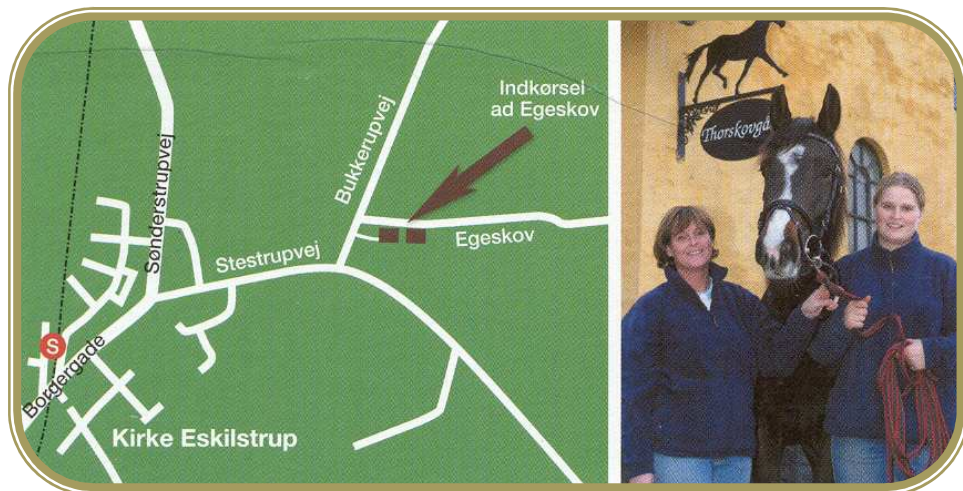 Indkørsel
ad Egeskov
Bukkerupvej
Sønderstrupvej
Egeskov
Stestrupvej
S
Borgergade
Kirke Eskilstrup
Thorskovgå